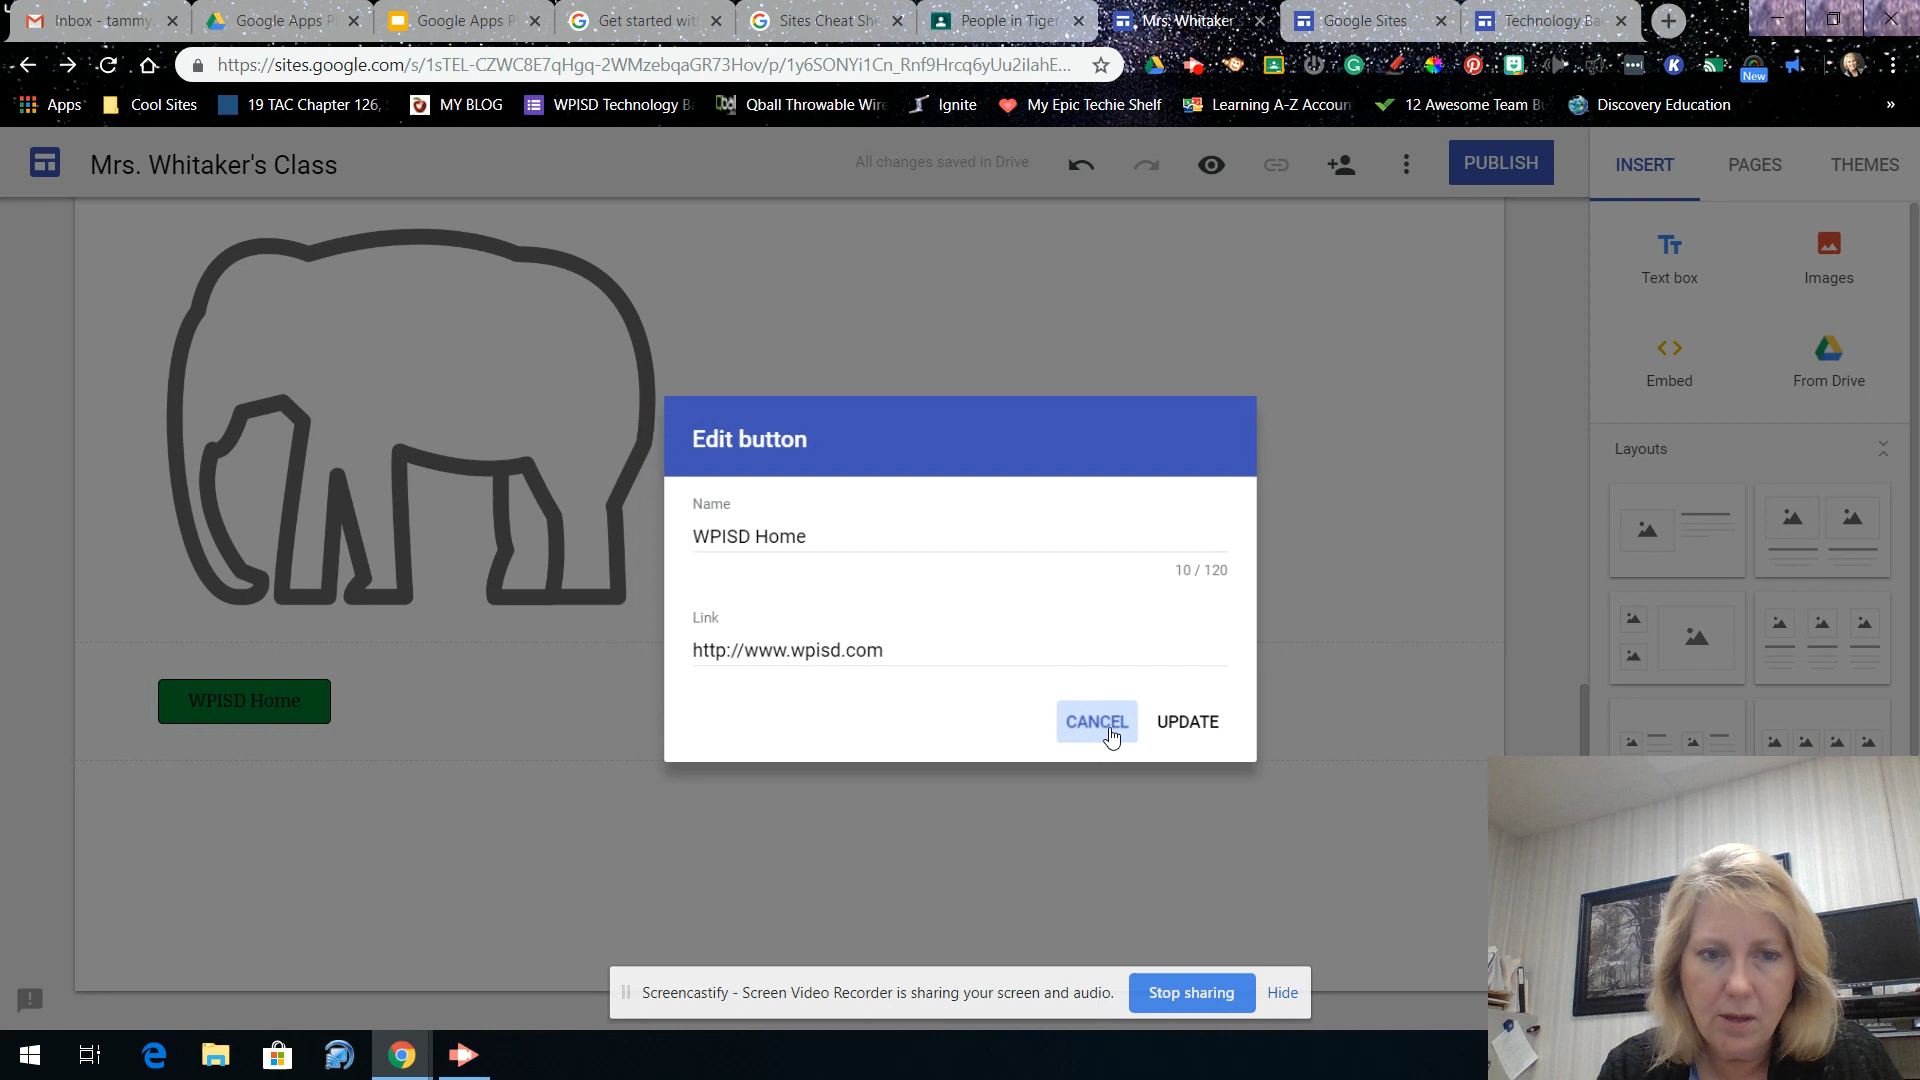 Inbox - tammy
Google Apps P
Google Apps P
Get started wit
Sites Cheat She
People in Tiger
Mrs. Whitaker
Google Sites
Technology Ba
https://sites.google.com/s/1sTEL-CZWC8E7qHgq-2WMzebqaGR73Hov/p/1y6SONYi1Cn_Rnf9Hrcq6yUu2iIahE...
New
Apps
Cool Sites
19 TAC Chapter 126,
MY BLOG
WPISD Technology B
Qball Throwable Wire
Ignite
My Epic Techie Shelf
Learning A-Z Accoun
12 Awesome Team B
Discovery Education
»
Mrs. Whitaker's Class
All changes saved in Drive
PUBLISH
INSERT
PAGES
THEMES
Text box
Images
Embed
From Drive
Layouts
Edit button
Name
WPISD Home
10 / 120
Link
http://www.wpisd.com
CANCEL
UPDATE
WPISD Home
Screencastify - Screen Video Recorder is sharing your screen and audio.
Stop sharing
Hide